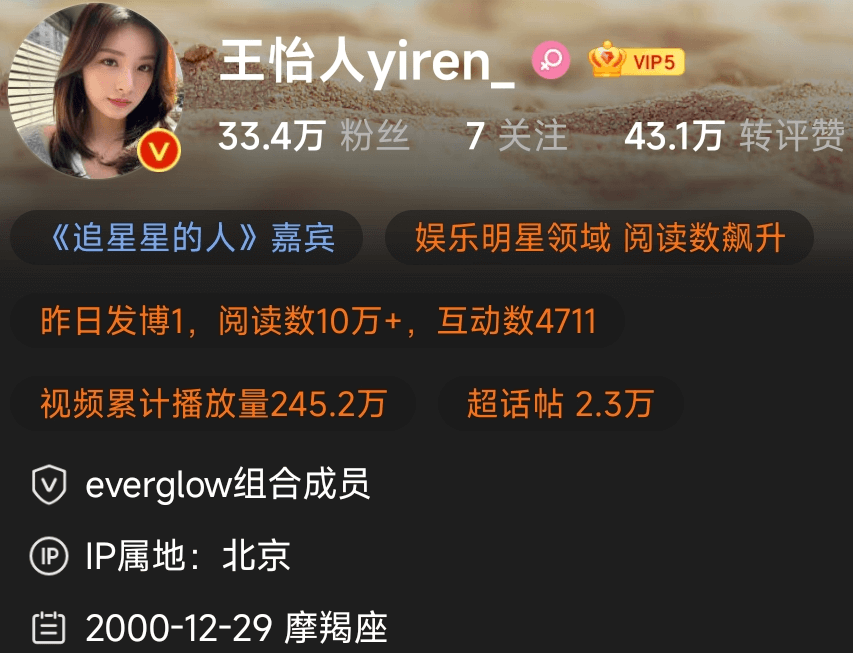 王怡人yiren_ VIP5
33.4万 粉丝 7 关注 43.1万 转评赞
《追星星的人》嘉宾 娱乐明星领域 阅读数飙升
昨日发博1，阅读数10万+，互动数4711
视频累计播放量245.2万 超话帖 2.3万
everglow组合成员
IP IP属地：北京
2000-12-29 摩羯座